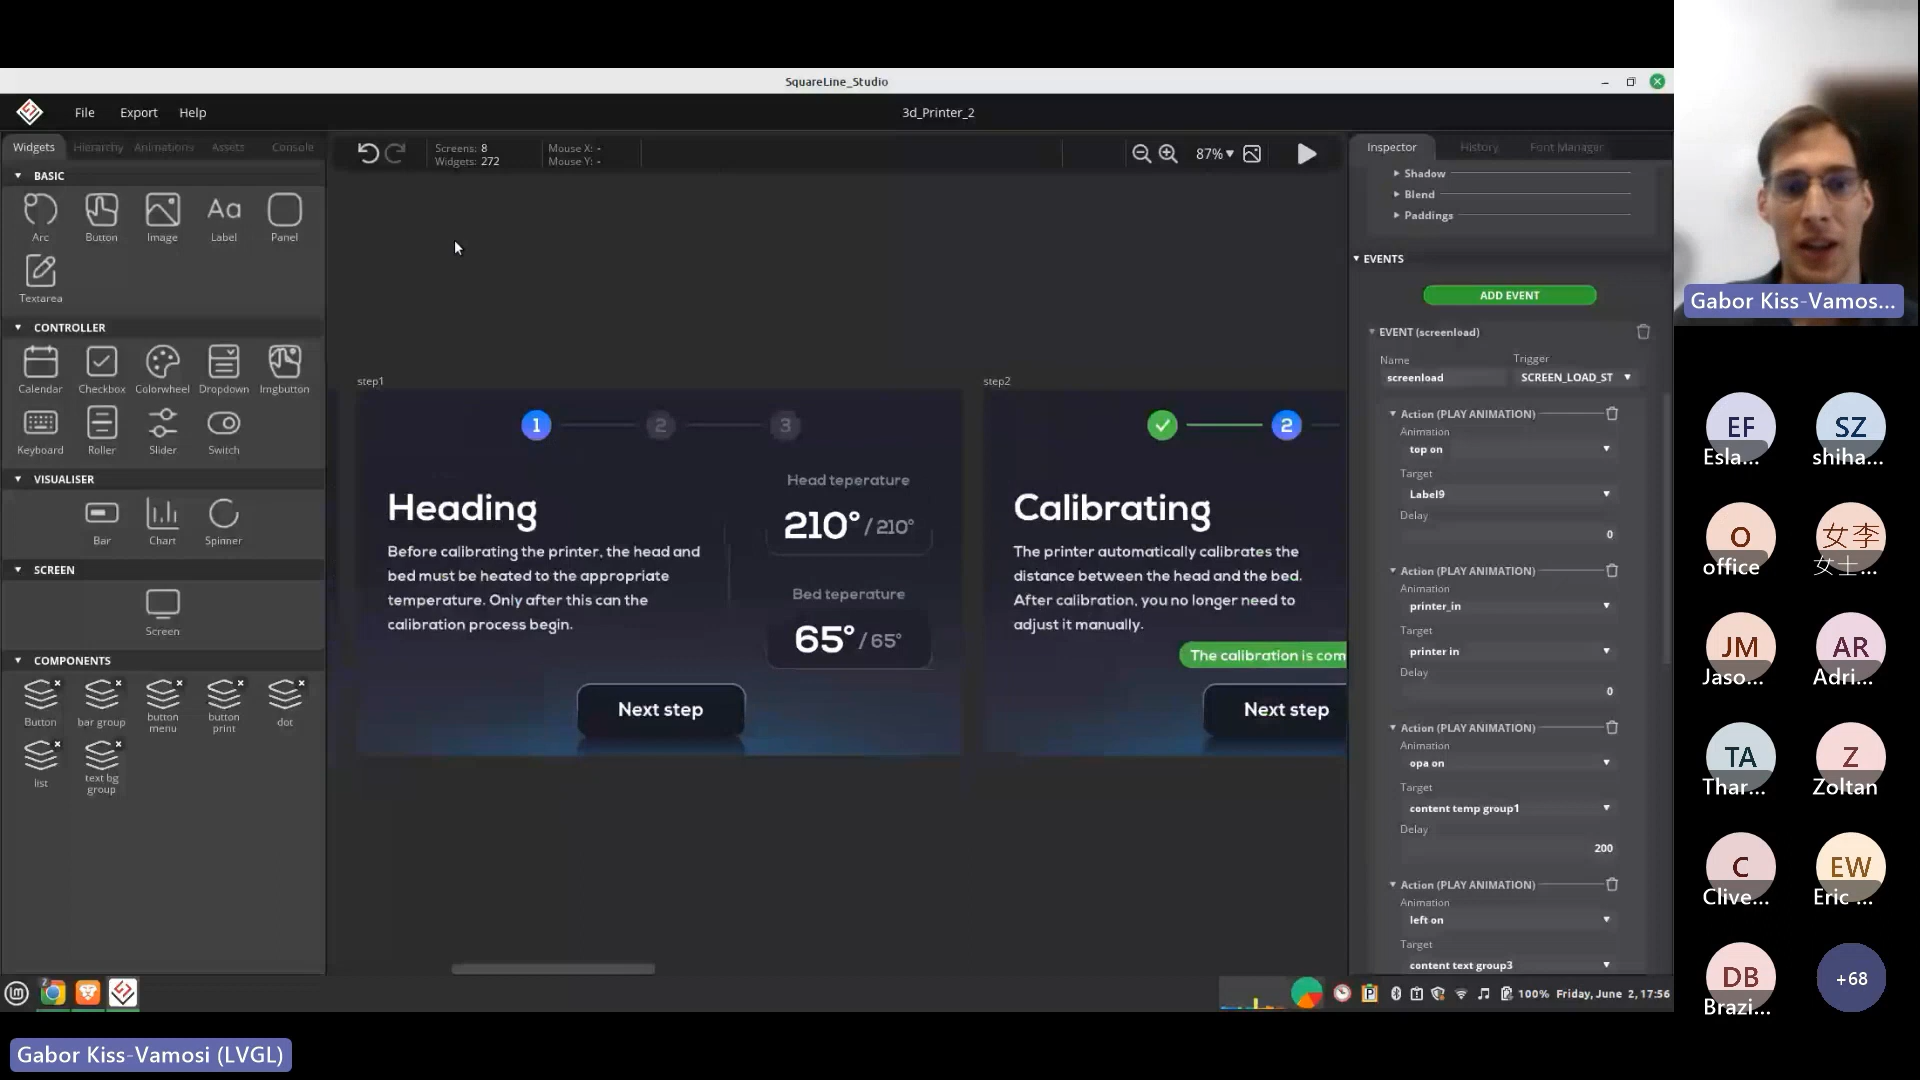 SquareLine_Studio
File Export Help
3d_Printer_2
Widgets Hierarchy Animations Assets Console
Screens: 8
Widgets: 272
Mouse X: -
Mouse Y: -
87%
Inspector History Font Manager
BASIC
Arc Button Image Label Panel
Textarea
CONTROLLER
Calendar Checkbox Colorwheel Dropdown Imgbutton
Keyboard Roller Slider Switch
VISUALISER
Bar Chart Spinner
SCREEN
Screen
COMPONENTS
Button bar group button menu button print dot
list text bg group
step1
1 2 3
Heading
Before calibrating the printer, the head and
bed must be heated to the appropriate
temperature. Only after this can the
calibration process begin.
Head teperature
210° / 210°
Bed teperature
65° / 65°
Next step
step2
2
Calibrating
The printer automatically calibrates the
distance between the head and the bed.
After calibration, you no longer need to
adjust it manually.
The calibration is com
Next step
Shadow
Blend
Paddings
EVENTS
ADD EVENT
EVENT (screenload)
Name Trigger
screenload SCREEN_LOAD_ST
Action (PLAY ANIMATION)
Animation
top on
Target
Label9
Delay
0
Action (PLAY ANIMATION)
Animation
printer_in
Target
printer in
Delay
0
Action (PLAY ANIMATION)
Animation
opa on
Target
content temp group1
Delay
200
Action (PLAY ANIMATION)
Animation
left on
Target
content text group3
2
100% Friday, June 2, 17:56
Gabor Kiss-Vamosi (LVGL)
Gabor Kiss-Vamos...
EF SZ
Esla... shiha...
O 女李
office 女士...
JM AR
Jaso... Adri...
TA Z
Thar... Zoltan
C EW
Clive... Eric ...
DB +68
Brazi...